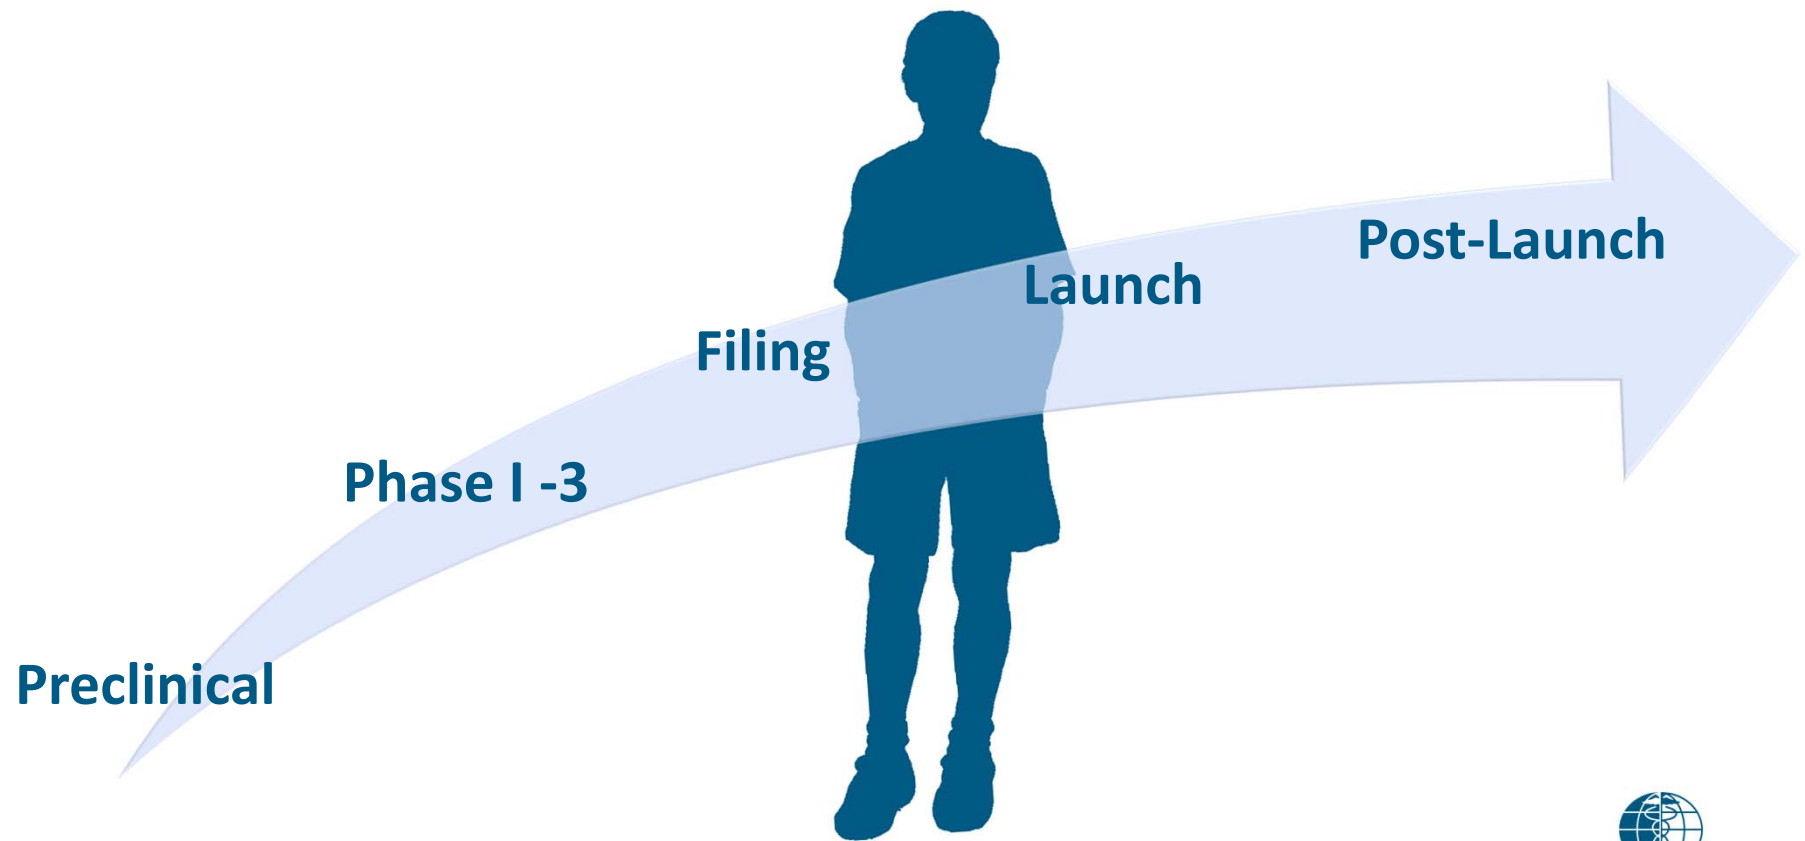 Preclinical
Phase I -3
Filing
Launch
Post-Launch